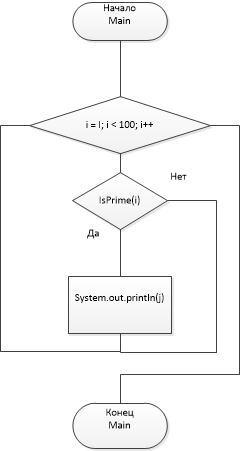 Начало
Main
i = I; i < 100; i++
Нет
IsPrime(i)
Да
System.out.println(j)
Конец
Main